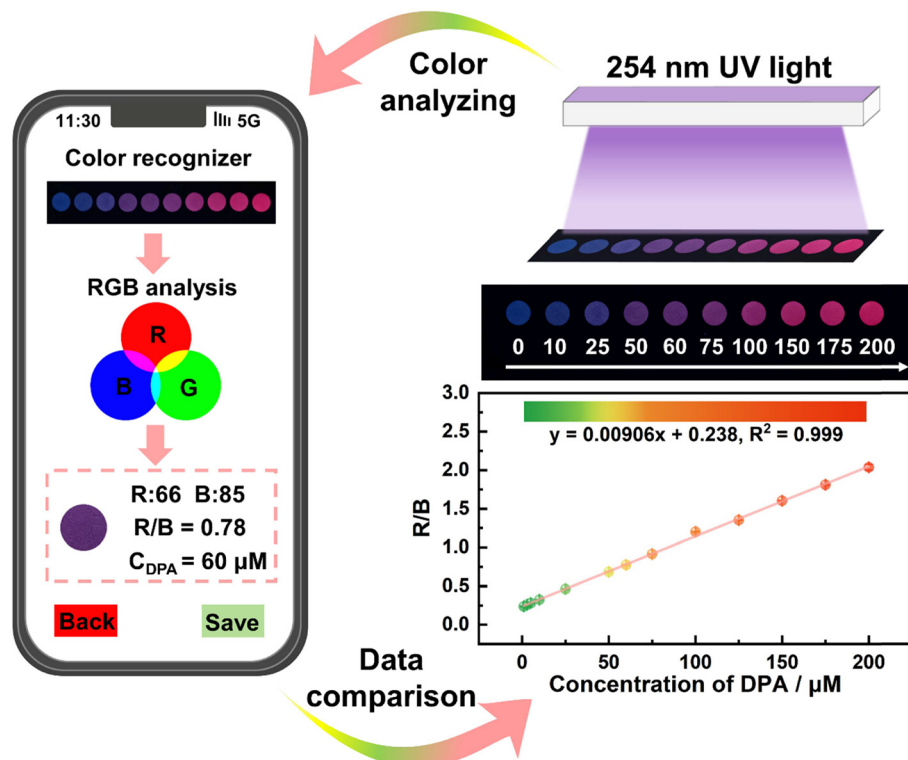 Color
analyzing
254 nm UV light
11:30
5G
Color recognizer
RGB analysis
R
B
G
R:66 B:85
R/B = 0.78
C_DPA = 60 µM
Back
Save
0 10 25 50 60 75 100 150 175 200
3.0
2.5
2.0
1.5
1.0
0.5
0.0
R/B
y = 0.00906x + 0.238, R² = 0.999
0 50 100 150 200
Concentration of DPA / µM
Data
comparison